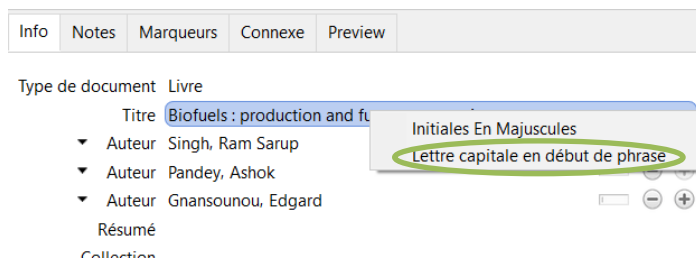 Info Notes Marqueurs Connexe Preview
Type de document Livre
Titre Biofuels : production and
Initiales En Majuscules
Auteur Singh, Ram Sarup
Lettre capitale en début de phrase
Auteur Pandey, Ashok
Auteur Gnansounou, Edgard
Résumé
Collection